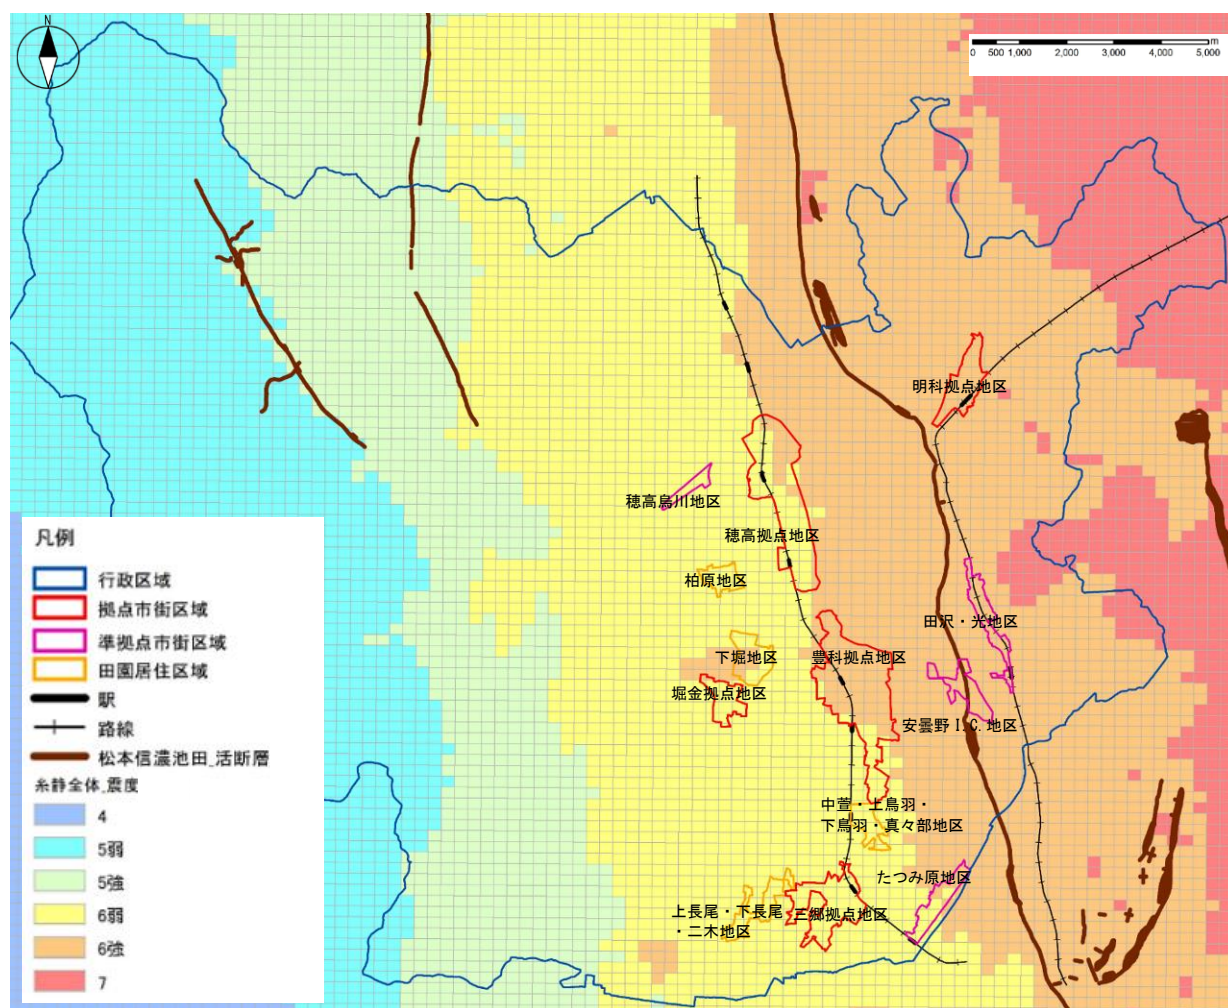 N
0 500 1,000 2,000 3,000 4,000 5,000 m
明科拠点地区
穂高烏川地区
穂高拠点地区
柏原地区
田沢・光地区
下堀地区
豊科拠点地区
堀金拠点地区
安曇野I.C.地区
中萱・上鳥羽・
下鳥羽・真々部地区
たつみ原地区
上長尾・下長尾
・二木地区
三郷拠点地区
凡例
行政区域
拠点市街区域
準拠点市街区域
田園居住区域
駅
路線
松本信濃池田_活断層
糸静全体_震度
4
5弱
5強
6弱
6強
7